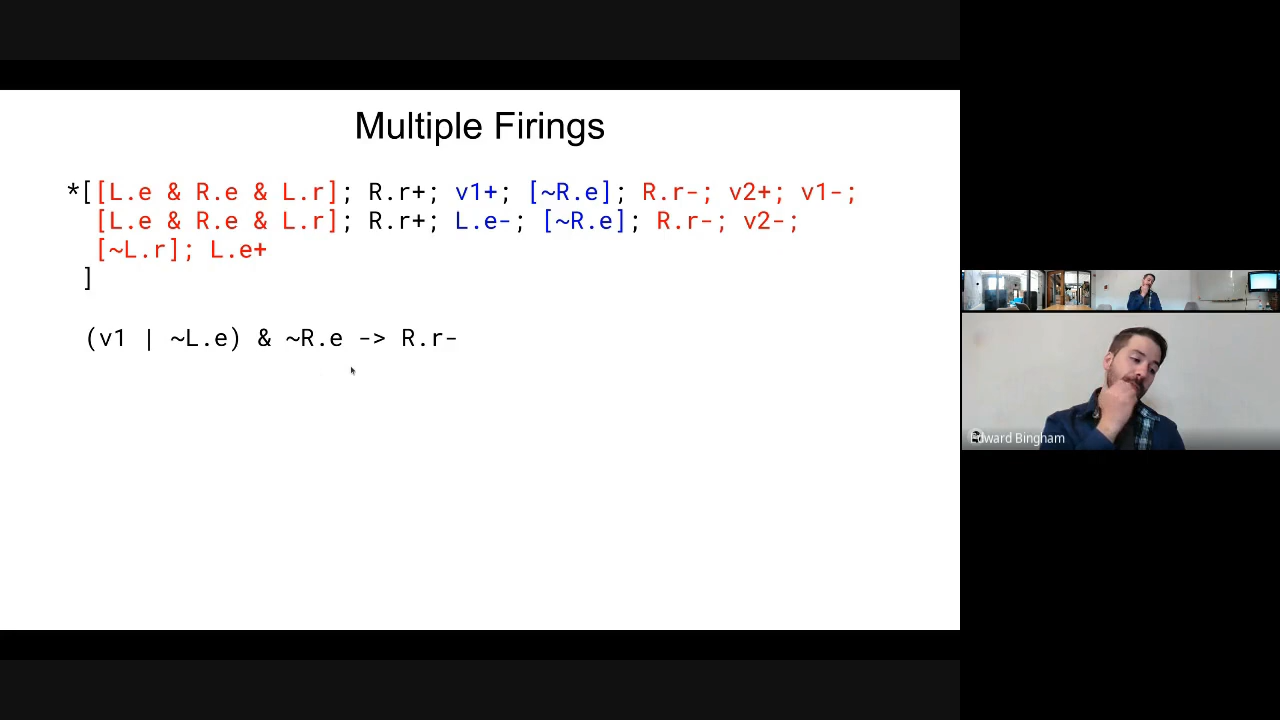 Multiple Firings
*[[L.e & R.e & L.r]; R.r+; v1+; [~R.e]; R.r-; v2+; v1-;
[L.e & R.e & L.r]; R.r+; L.e-; [~R.e]; R.r-; v2-;
[~L.r]; L.e+
]
(v1 | ~L.e) & ~R.e -> R.r-
Edward Bingham